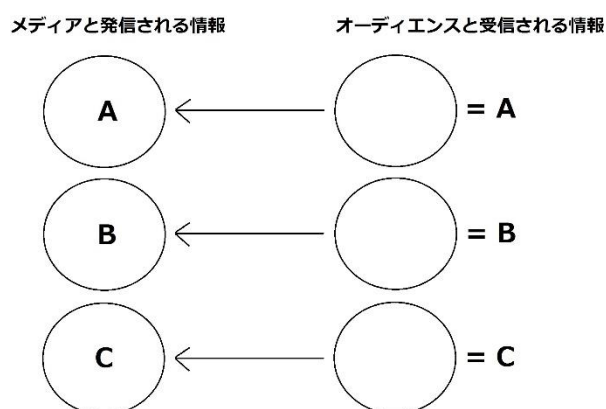 メディアと発信される情報
オーディエンスと受信される情報
A
= A
B
= B
C
= C